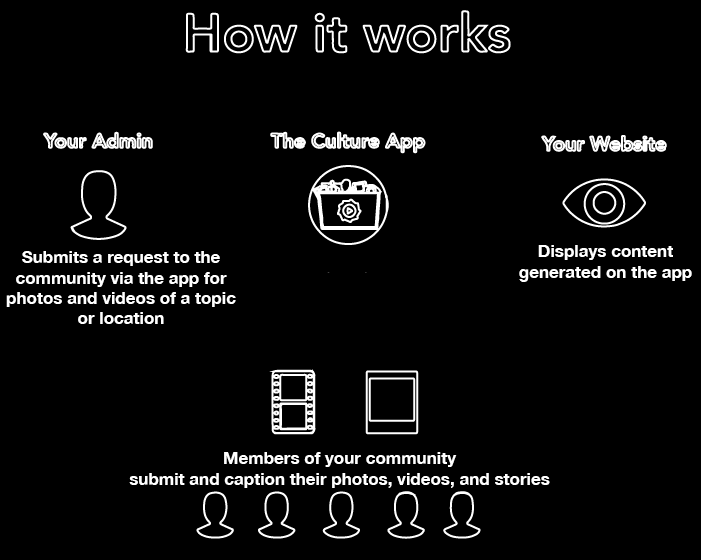 How it works
Your Admin
The Culture App
Your Website
Submits a request to the
community via the app for
photos and videos of a topic
or location
Displays content
generated on the app
Members of your community
submit and caption their photos, videos, and stories